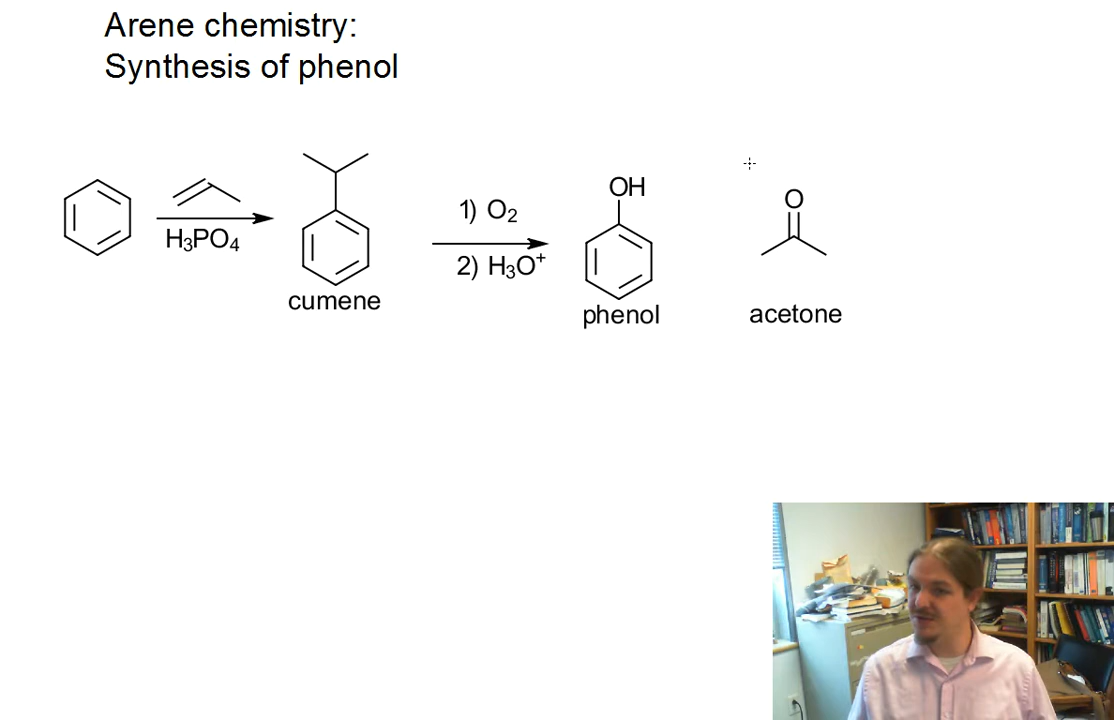 Arene chemistry:
Synthesis of phenol
H₃PO₄
cumene
1) O₂
2) H₃O⁺
OH
phenol
O
acetone